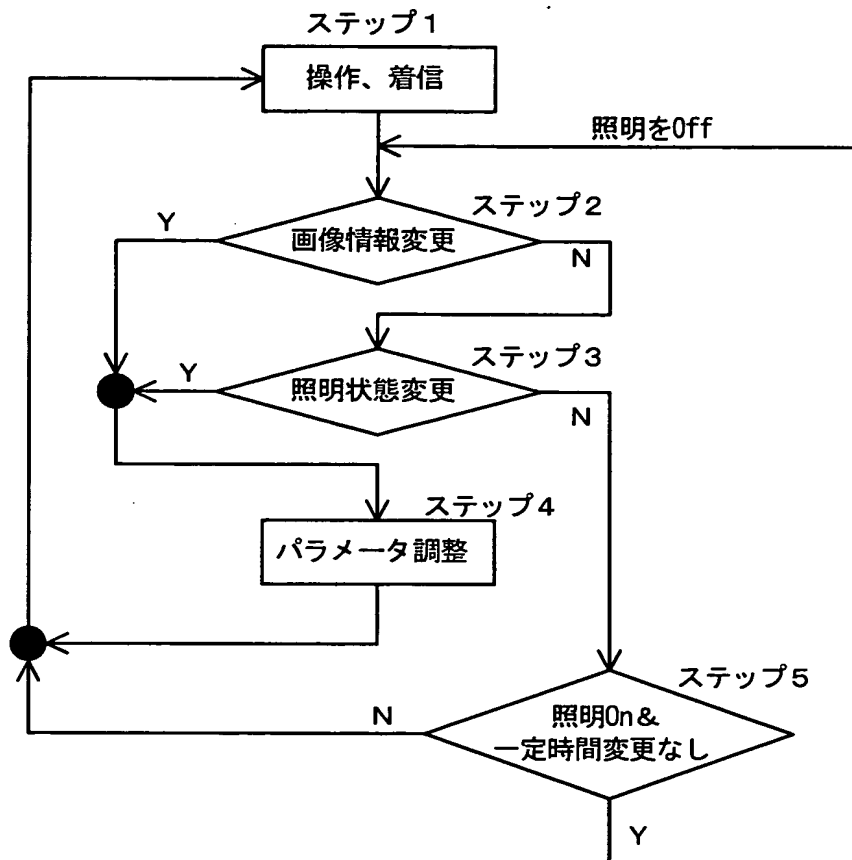 ステップ１
操作、着信
照明をOff
ステップ２
Y
画像情報変更
N
ステップ３
Y
照明状態変更
N
ステップ４
パラメータ調整
ステップ５
N
照明On＆
一定時間変更なし
Y